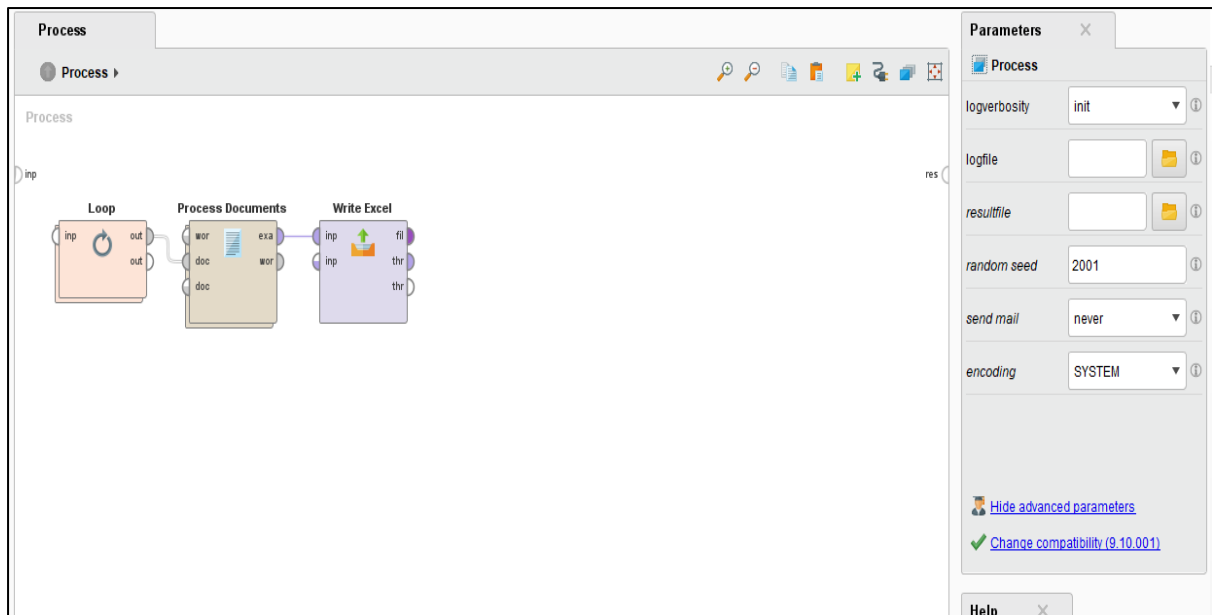 Process
Process
Process
inp
res
Loop
inp
out
out
Process Documents
wor
exa
doc
wor
doc
Write Excel
inp
fil
inp
thr
thr
Parameters
Process
logverbosity
init
logfile
resultfile
random seed
2001
send mail
never
encoding
SYSTEM
Hide advanced parameters
Change compatibility (9.10.001)
Help